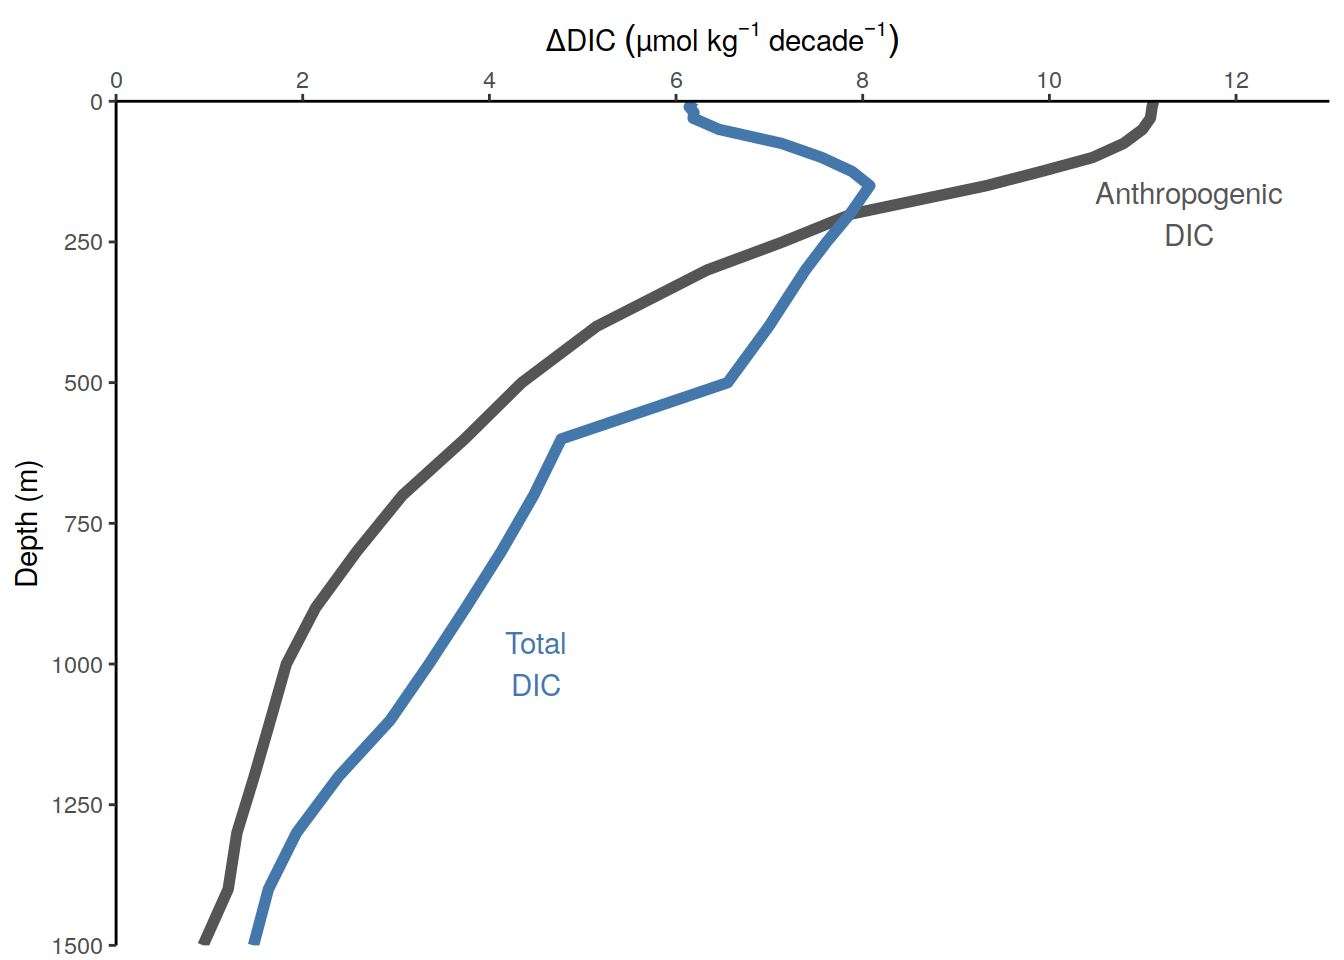 ΔDIC (μmol kg⁻¹ decade⁻¹)
0 2 4 6 8 10 12
0
Anthropogenic
DIC
250
500
Depth (m)
750
Total
1000
DIC
1250
1500